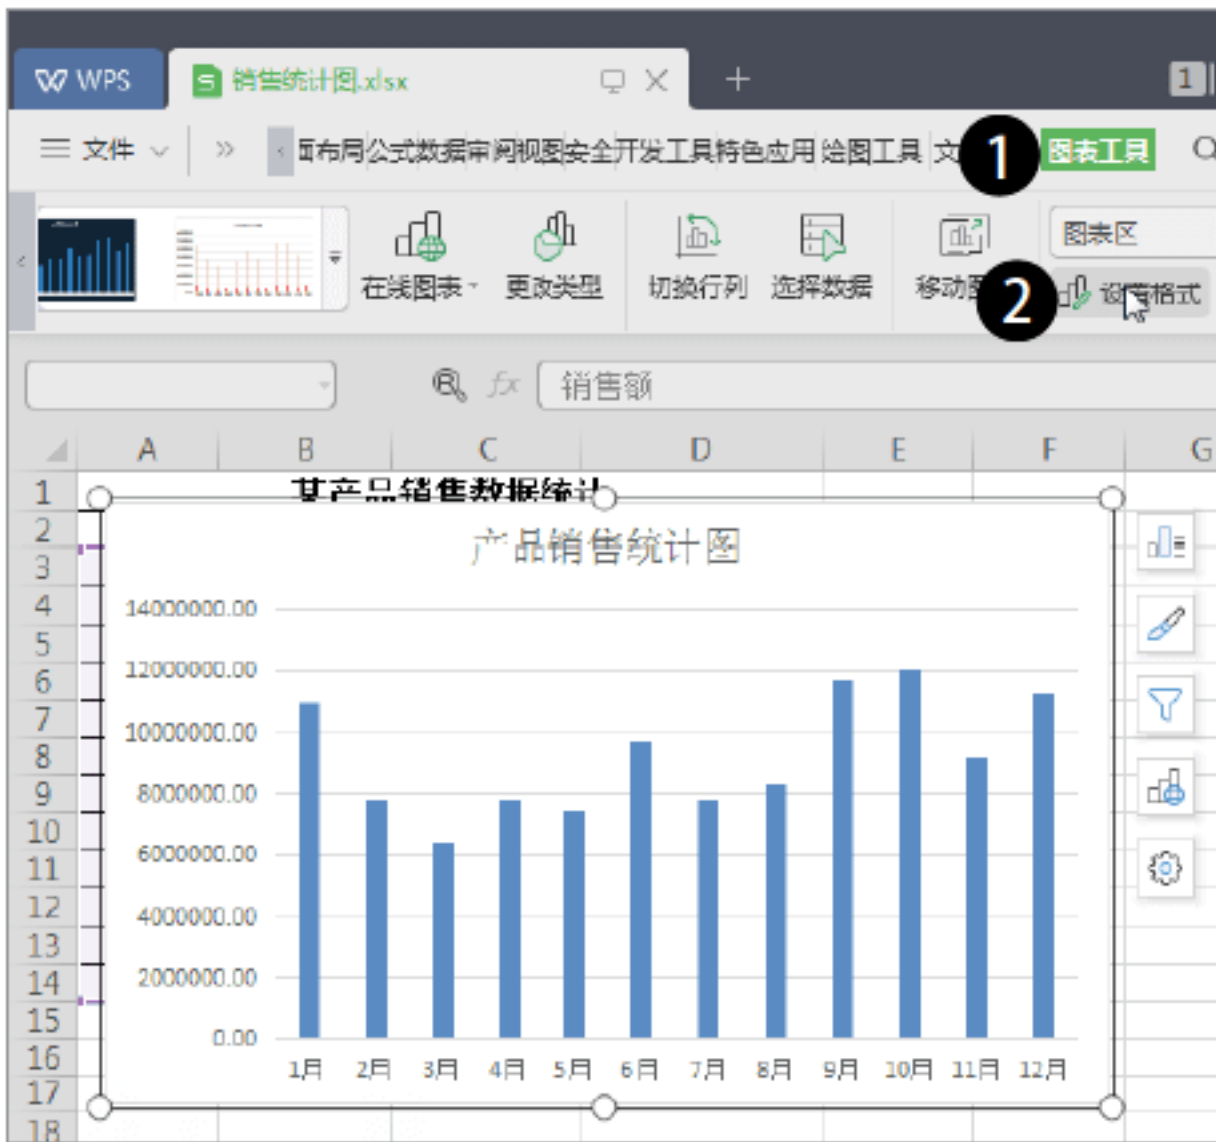 WPS 销售统计图.xlsx 1
文件 面布局 公式 数据 审阅 视图 安全 开发工具 特色应用 绘图工具 文 1 图表工具
在线图表 更改类型 切换行列 选择数据 移动图 图表区
2 设置格式
fx 销售额
A B C D E F G
1 某产品销售数据统计
2 产品销售统计图
3
4 14000000.00
5
6 12000000.00
7 10000000.00
8
9 8000000.00
10
11 6000000.00
12 4000000.00
13
14 2000000.00
15 0.00
16 1月 2月 3月 4月 5月 6月 7月 8月 9月 10月 11月 12月
17
18